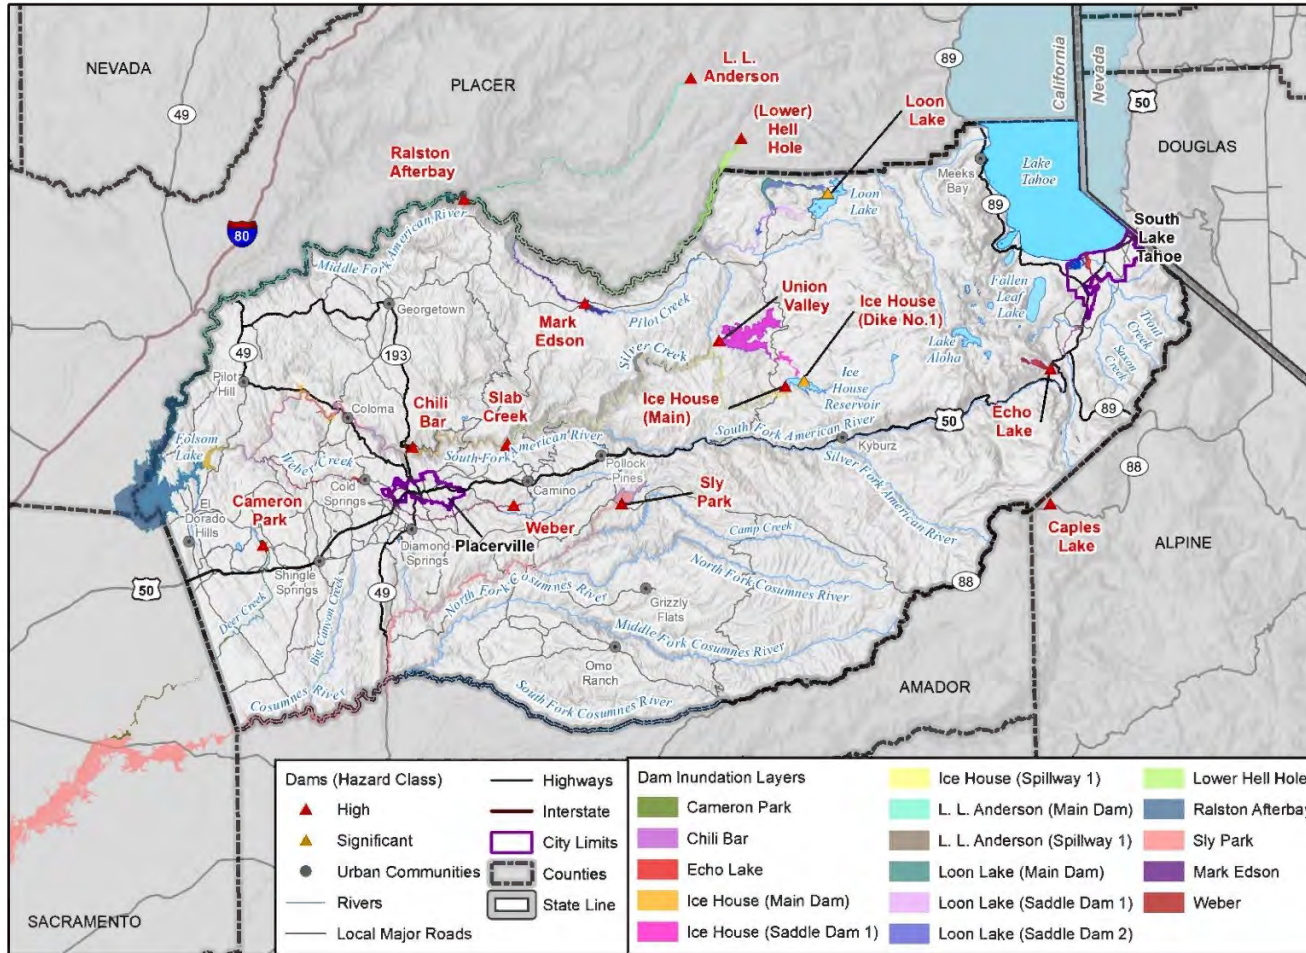 NEVADA
49
PLACER
L. L.
Anderson
89
California
Nevada
50
(Lower)
Hell
Hole
Loon
Lake
DOUGLAS
Ralston
Afterbay
Meeks
Bay
Lake
Tahoe
Loon
Lake
89
80
Middle Fork American River
South
Lake
Tahoe
Georgetown
Union
Valley
Ice House
(Dike No.1)
Fallen
Leaf
Lake
Mark
Edson
Pilot Creek
Silver Creek
Lake
Aloha
Trout
Creek
Saxon
Creek
49
193
Pilot
Hill
Ice House
(Main)
Ice
House
Reservoir
Coloma
Chili
Bar
Slab
Creek
Echo
Lake
89
50
South Fork American River
Kyburz
Folsom
Lake
Weber Creek
South Fork American River
Pollock
Pines
Silver Fork American River
88
El
Dorado
Hills
Cold
Springs
Camino
Cameron
Park
Sly
Park
Weber
Placerville
Camp Creek
Caples
Lake
ALPINE
Diamond
Springs
Shingle
Springs
50
49
88
Deer Creek
Big Canyon Creek
North Fork Cosumnes River
North Fork Cosumnes River
Grizzly
Flats
Middle Fork Cosumnes River
Omo
Ranch
AMADOR
Cosumnes River
South Fork Cosumnes River
SACRAMENTO
Dams (Hazard Class)
High
Significant
Urban Communities
Rivers
Local Major Roads
Highways
Interstate
City Limits
Counties
State Line
Dam Inundation Layers
Cameron Park
Chili Bar
Echo Lake
Ice House (Main Dam)
Ice House (Saddle Dam 1)
Ice House (Spillway 1)
L. L. Anderson (Main Dam)
L. L. Anderson (Spillway 1)
Loon Lake (Main Dam)
Loon Lake (Saddle Dam 1)
Loon Lake (Saddle Dam 2)
Lower Hell Hole
Ralston Afterbay
Sly Park
Mark Edson
Weber